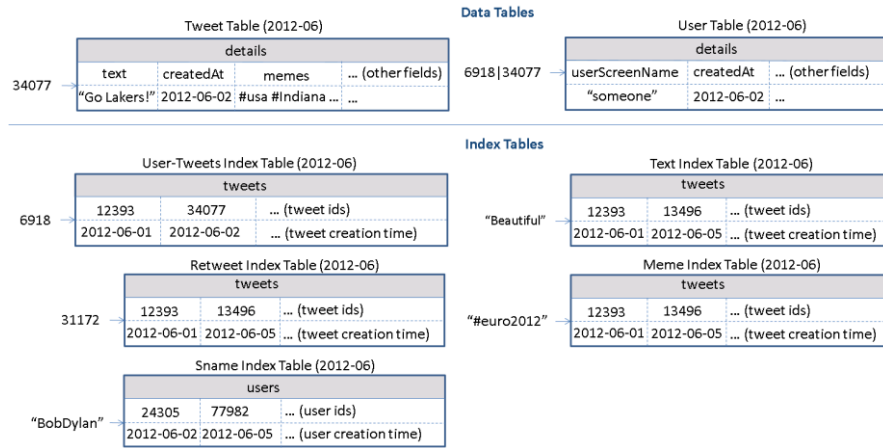 Data Tables
Tweet Table (2012-06)
details
34077
text createdAt memes ... (other fields)
“Go Lakers!” 2012-06-02 #usa #Indiana ... ...
User Table (2012-06)
details
6918|34077
userScreenName createdAt ... (other fields)
“someone” 2012-06-02 ...
Index Tables
User-Tweets Index Table (2012-06)
tweets
6918
12393 34077 ... (tweet ids)
2012-06-01 2012-06-02 ... (tweet creation time)
Text Index Table (2012-06)
tweets
“Beautiful”
12393 13496 ... (tweet ids)
2012-06-01 2012-06-05 ... (tweet creation time)
Retweet Index Table (2012-06)
tweets
31172
12393 13496 ... (tweet ids)
2012-06-01 2012-06-05 ... (tweet creation time)
Meme Index Table (2012-06)
tweets
“#euro2012”
12393 13496 ... (tweet ids)
2012-06-01 2012-06-05 ... (tweet creation time)
Sname Index Table (2012-06)
users
“BobDylan”
24305 77982 ... (user ids)
2012-06-02 2012-06-05 ... (user creation time)